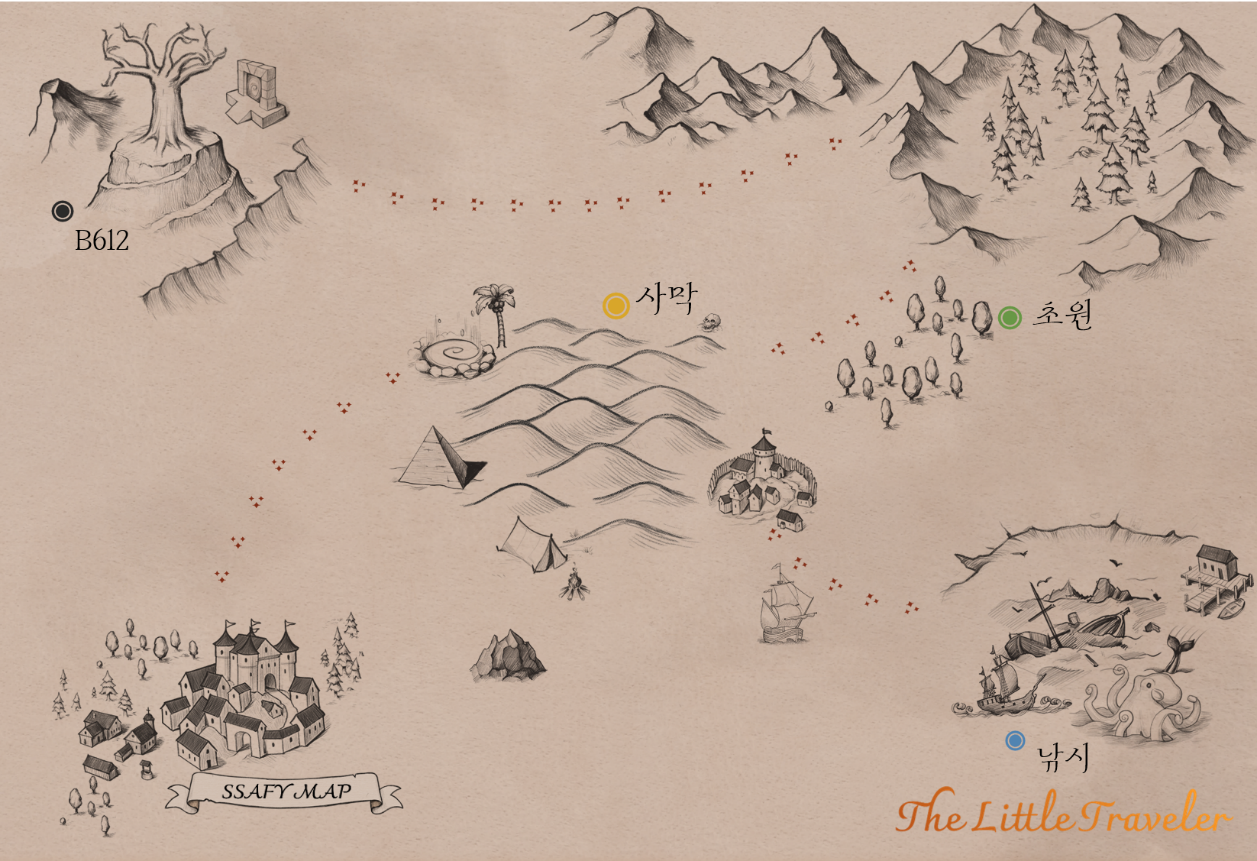 B612
사막
초원
SSAFY MAP
낚시
The Little Traveler